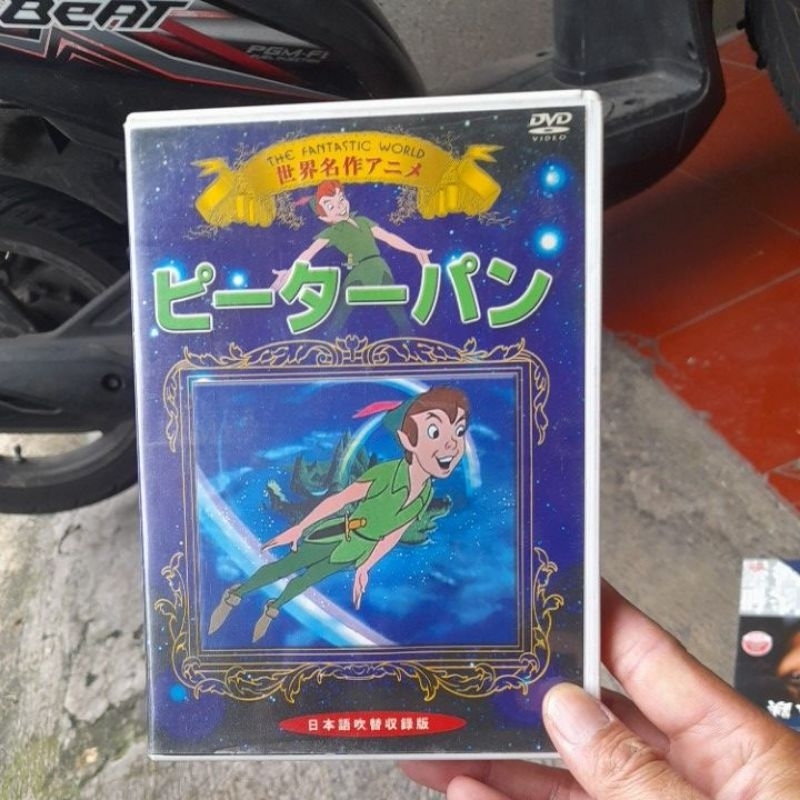 BeAT
PGM-FI
DVD
VIDEO
THE FANTASTIC WORLD
世界名作アニメ
ピーターパン
日本語吹替収録版